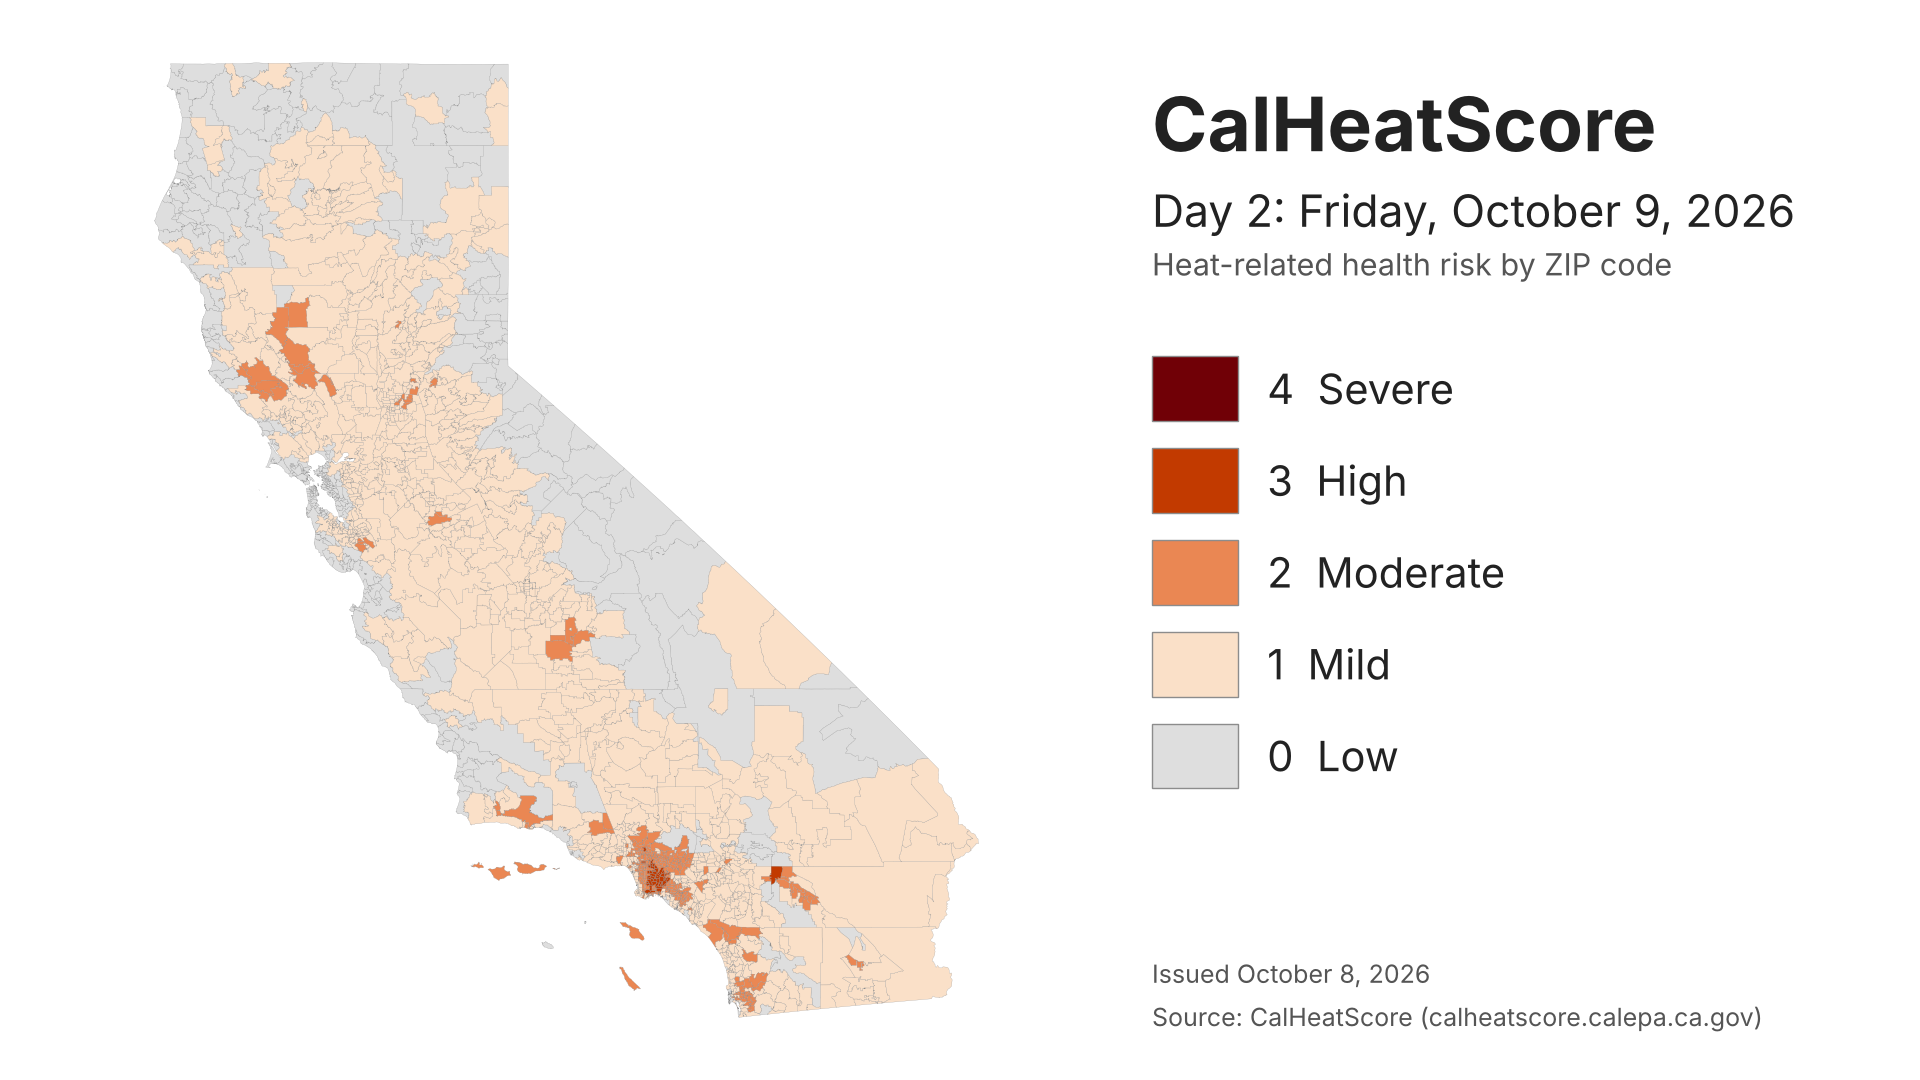 CalHeatScore
Day 2: Friday, October 9, 2026
Heat-related health risk by ZIP code
4 Severe
3 High
2 Moderate
1 Mild
0 Low
Issued October 8, 2026
Source: CalHeatScore (calheatscore.calepa.ca.gov)